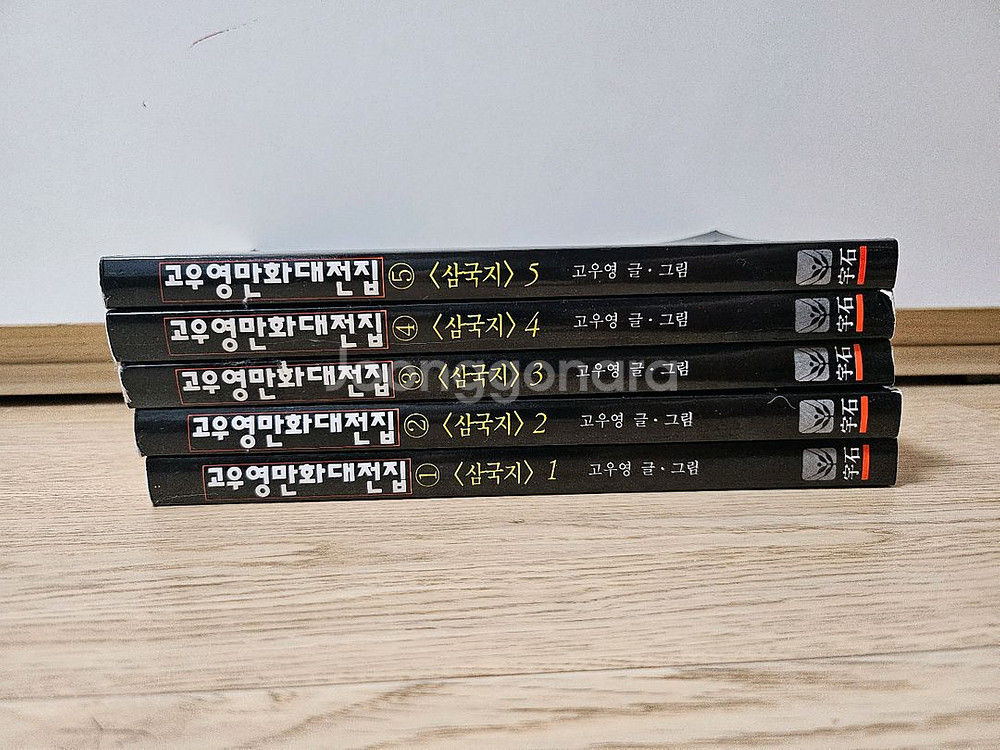 고우영만화대전집 ⑤ 〈삼국지〉 5 고우영 글·그림 宇石
고우영만화대전집 ④ 〈삼국지〉 4 고우영 글·그림 宇石
고우영만화대전집 ③ 〈삼국지〉 3 고우영 글·그림 宇石
Joonggonara
고우영만화대전집 ② 〈삼국지〉 2 고우영 글·그림 宇石
고우영만화대전집 ① 〈삼국지〉 1 고우영 글·그림 宇石